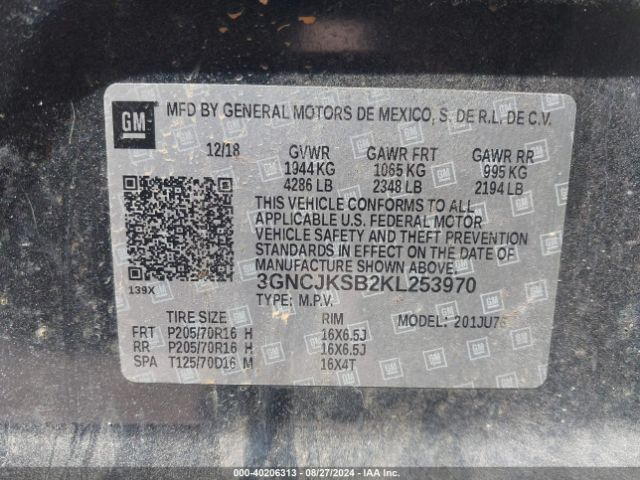 GM
MFD BY GENERAL MOTORS DE MEXICO, S. DE R.L. DE C.V.
12/18 GVWR GAWR FRT GAWR RR
1944 KG 1065 KG 995 KG
4286 LB 2348 LB 2194 LB
THIS VEHICLE CONFORMS TO ALL
APPLICABLE U.S. FEDERAL MOTOR
VEHICLE SAFETY AND THEFT PREVENTION
STANDARDS IN EFFECT ON THE DATE OF
MANUFACTURE SHOWN ABOVE.
139X 3GNCJKSB2KL253970
TYPE: M.P.V.
TIRE SIZE RIM MODEL: 201JU76
FRT P205/70R16 H 16X6.5J
RR P205/70R16 H 16X6.5J
SPA T125/70D16 M 16X4T
© COPYRIGHT - 40206313 - 08/27/2024 - IAA Inc.